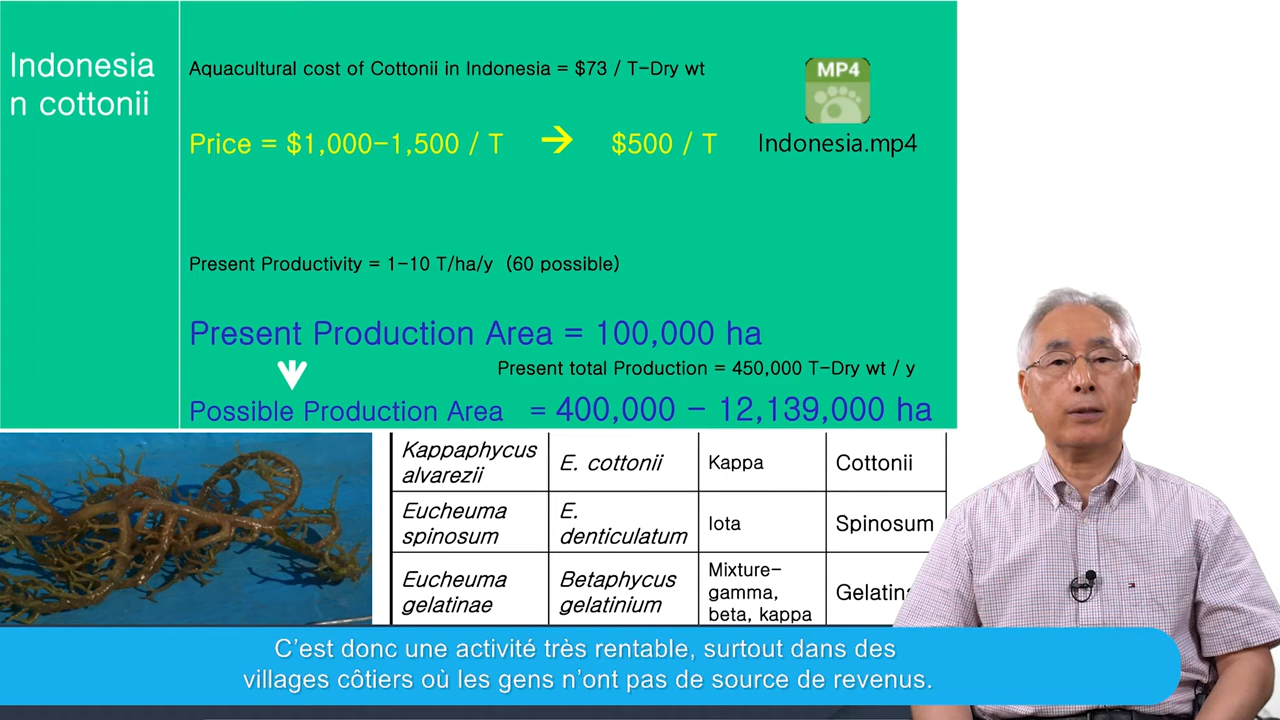 Indonesia
n cottonii
Aquacultural cost of Cottonii in Indonesia = $73 / T-Dry wt
MP4
Price = $1,000-1,500 / T → $500 / T
Indonesia.mp4
Present Productivity = 1-10 T/ha/y (60 possible)
Present Production Area = 100,000 ha
Present total Production = 450,000 T-Dry wt / y
Possible Production Area = 400,000 - 12,139,000 ha
Kappaphycus
alvarezii
E. cottonii
Kappa
Cottonii
Eucheuma
spinosum
E.
denticulatum
Iota
Spinosum
Eucheuma
gelatinae
Betaphycus
gelatinium
Mixture-
gamma,
beta, kappa
C'est donc une activité très rentable, surtout dans des
villages côtiers où les gens n'ont pas de source de revenus.